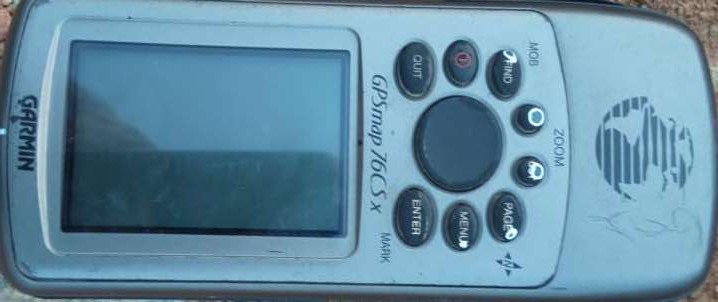 MOB
ZOOM
FIND
PAGE
QUIT
MENU
ENTER
MARK
N
GPSmap 76CSx
GARMIN